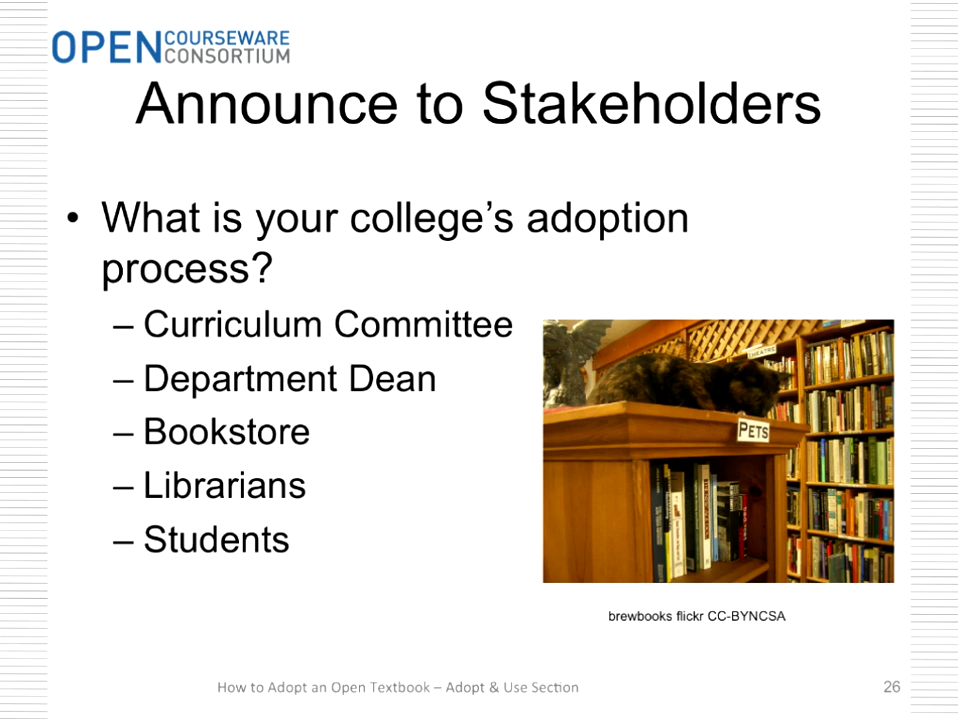 OPEN COURSEWARE CONSORTIUM
Announce to Stakeholders
• What is your college’s adoption
process?
– Curriculum Committee
– Department Dean
– Bookstore
– Librarians
– Students
THEATRE
PETS
brewbooks flickr CC-BYNCSA
How to Adopt an Open Textbook – Adopt & Use Section
26